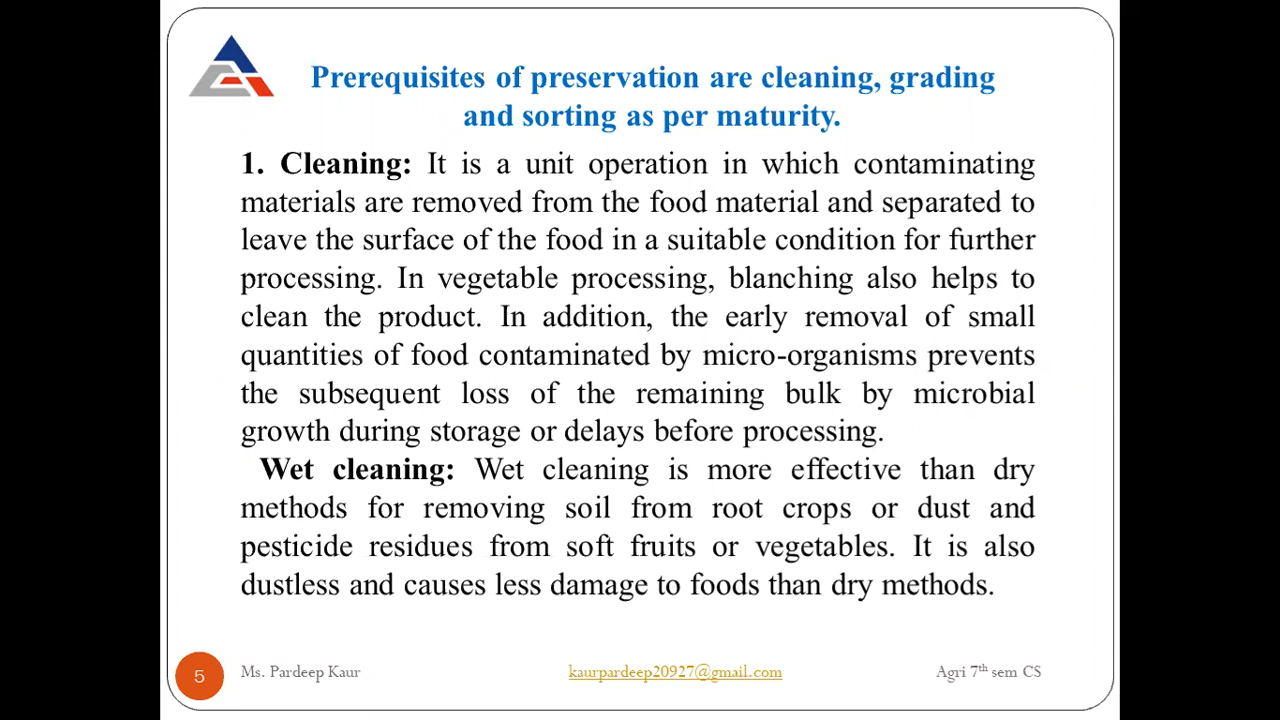 Prerequisites of preservation are cleaning, grading
and sorting as per maturity.
1. Cleaning: It is a unit operation in which contaminating
materials are removed from the food material and separated to
leave the surface of the food in a suitable condition for further
processing. In vegetable processing, blanching also helps to
clean the product. In addition, the early removal of small
quantities of food contaminated by micro-organisms prevents
the subsequent loss of the remaining bulk by microbial
growth during storage or delays before processing.
Wet cleaning: Wet cleaning is more effective than dry
methods for removing soil from root crops or dust and
pesticide residues from soft fruits or vegetables. It is also
dustless and causes less damage to foods than dry methods.
5 Ms. Pardeep Kaur kaurpardeep20927@gmail.com Agri 7th sem CS